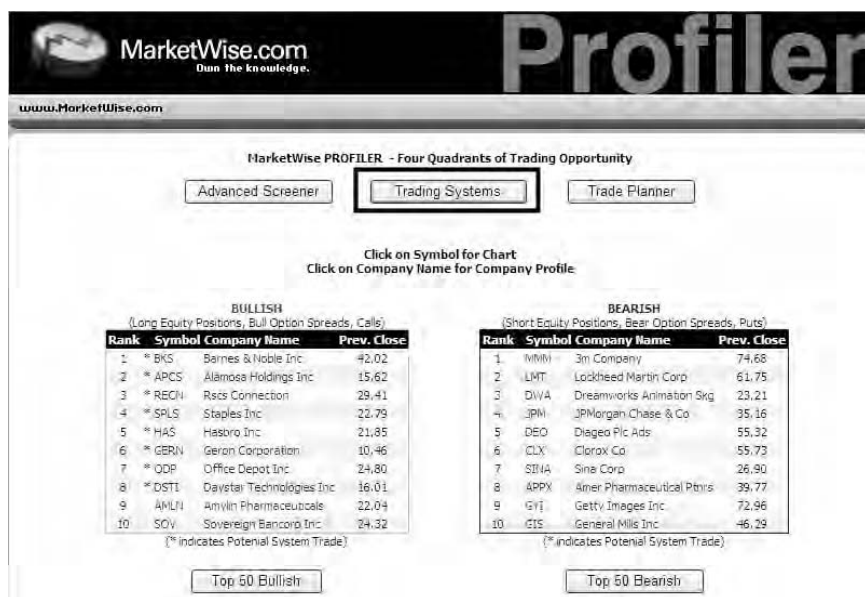 MarketWise.com
Own the knowledge.
Profiler
www.MarketWise.com
MarketWise PROFILER - Four Quadrants of Trading Opportunity
Advanced Screener
Trading Systems
Trade Planner
Click on Symbol for Chart
Click on Company Name for Company Profile
BULLISH
(Long Equity Positions, Bull Option Spreads, Calls)
Rank Symbol Company Name Prev. Close
1 * BKS Barnes & Noble Inc 42.02
2 * APCS Alamosa Holdings Inc 15.62
3 * RECN Rscs Connection 29.41
4 * SPLS Staples Inc 22.79
5 * HAS Hasbro Inc 21.85
6 * GERN Geron Corporation 10.46
7 * ODP Office Depot Inc 24.80
8 * DSTI Daystar Technologies Inc 16.01
9 AMLN Amylin Phamaceuticals 22.04
10 SOV Sovereign Bancorp Inc 24.32
(* indicates Potenial System Trade)
Top 50 Bullish
BEARISH
(Short Equity Positions, Bear Option Spreads, Puts)
Rank Symbol Company Name Prev. Close
1 MMM 3m Company 74.68
2 LMT Lockheed Martin Corp 61.75
3 DWA Dreamworks Animation Skg 23.21
4 JPM JPMorgan Chase & Co 35.16
5 DEO Diageo Plc Ads 55.32
6 CLX Clorox Co 55.73
7 SINA Sina Corp 26.90
8 APPX Amer Pharmaceutical Ptnrs 39.77
9 GYI Getty Images Inc 72.96
10 GIS General Mills Inc 46.29
(* indicates Potenial System Trade)
Top 50 Bearish